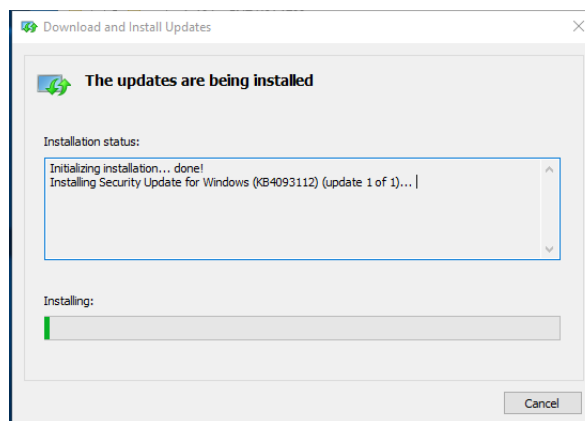 Download and Install Updates
The updates are being installed
Installation status:
Initializing installation... done!
Installing Security Update for Windows (KB4093112) (update 1 of 1)...
Installing:
Cancel